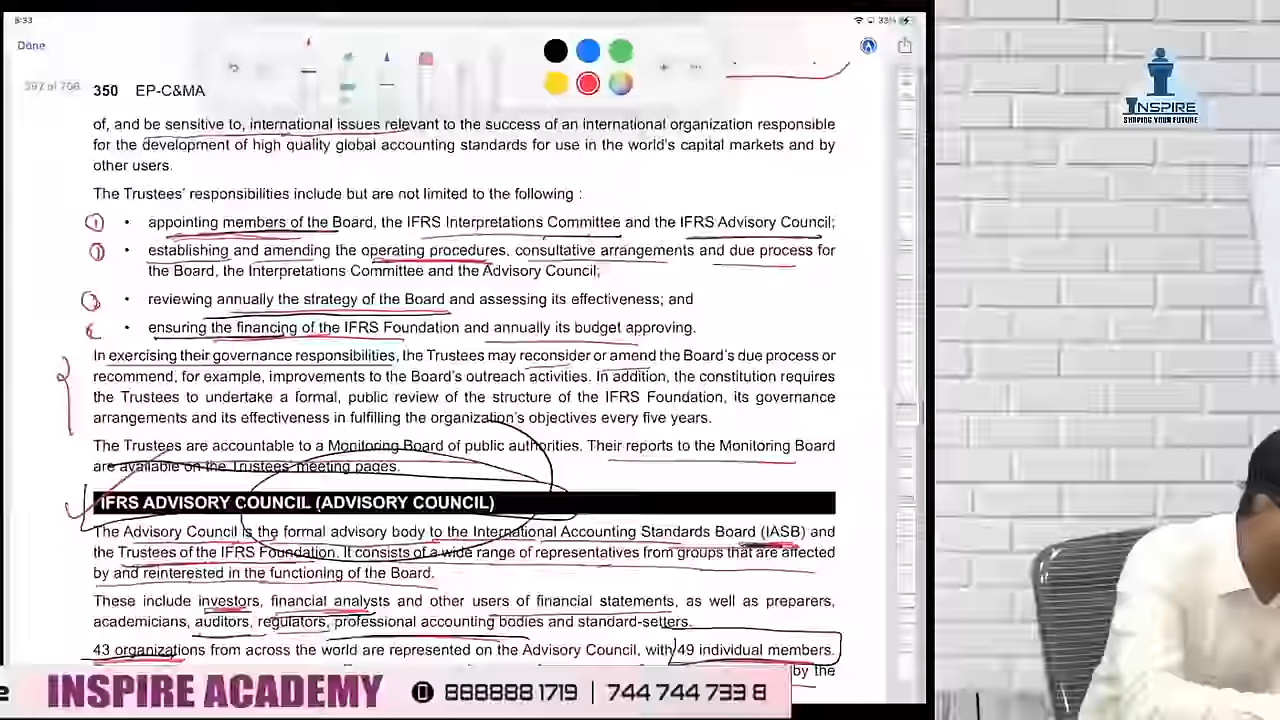 5:33
33%
Done
392 of 706
350 EP-C&MA
of, and be sensitive to, international issues relevant to the success of an international organization responsible
for the development of high quality global accounting standards for use in the world's capital markets and by
other users.
The Trustees' responsibilities include but are not limited to the following :
• appointing members of the Board, the IFRS Interpretations Committee and the IFRS Advisory Council;
• establishing and amending the operating procedures, consultative arrangements and due process for
the Board, the Interpretations Committee and the Advisory Council;
• reviewing annually the strategy of the Board and assessing its effectiveness; and
• ensuring the financing of the IFRS Foundation and annually its budget approving.
In exercising their governance responsibilities, the Trustees may reconsider or amend the Board's due process or
recommend, for example, improvements to the Board's outreach activities. In addition, the constitution requires
the Trustees to undertake a formal, public review of the structure of the IFRS Foundation, its governance
arrangements and its effectiveness in fulfilling the organization's objectives every five years.
The Trustees are accountable to a Monitoring Board of public authorities. Their reports to the Monitoring Board
are available on the Trustees' meeting pages.
IFRS ADVISORY COUNCIL (ADVISORY COUNCIL)
The Advisory Council is the formal advisory body to the International Accounting Standards Board (IASB) and
the Trustees of the IFRS Foundation. It consists of a wide range of representatives from groups that are affected
by and reinterested in the functioning of the Board.
These include investors, financial analysts and other users of financial statements, as well as preparers,
academicians, auditors, regulators, professional accounting bodies and standard-setters.
43 organizations from across the world are represented on the Advisory Council, with 49 individual members.
by the
INSPIRE ACADEMY 888888 1719 | 744 744 733 8
INSPIRE
SHAPING YOUR FUTURE